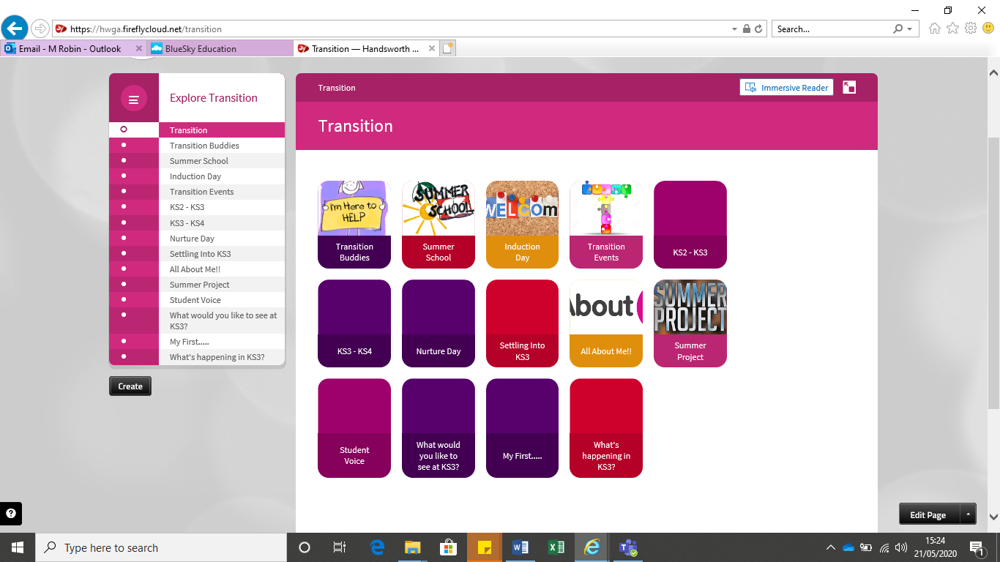 https://hwga.fireflycloud.net/transition
Search...
Email - M Robin - Outlook
BlueSky Education
Transition — Handsworth ...
Explore Transition
Transition
Transition Buddies
Summer School
Induction Day
Transition Events
KS2 - KS3
KS3 - KS4
Nurture Day
Settling Into KS3
All About Me!!
Summer Project
Student Voice
What would you like to see at
KS3?
My First.....
What's happening in KS3?
Create
Transition
Immersive Reader
Transition
I'm Here to
HELP
Transition
Buddies
SUMMER
SCHOOL
Summer
School
WELCOm
Induction
Day
Transition
Events
KS2 - KS3
KS3 - KS4
Nurture Day
Settling Into
KS3
About
All About Me!!
SUMMER
PROJECT
Summer
Project
Student
Voice
What would
you like to
see at KS3?
My First.....
What's
happening in
KS3?
Edit Page
Type here to search
15:24
21/05/2020
1